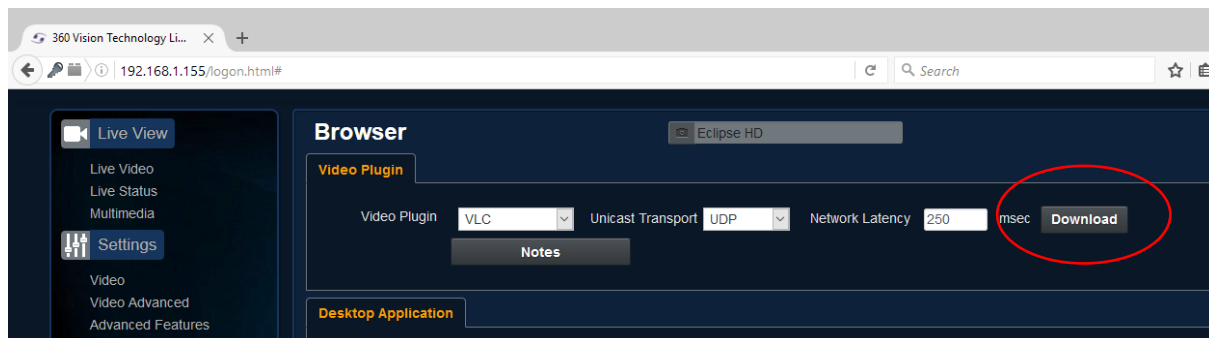 360 Vision Technology Li...
192.168.1.155/logon.html#
Search
Live View
Live Video
Live Status
Multimedia
Settings
Video
Video Advanced
Advanced Features
Browser
Eclipse HD
Video Plugin
Video Plugin VLC Unicast Transport UDP Network Latency 250 msec Download
Notes
Desktop Application